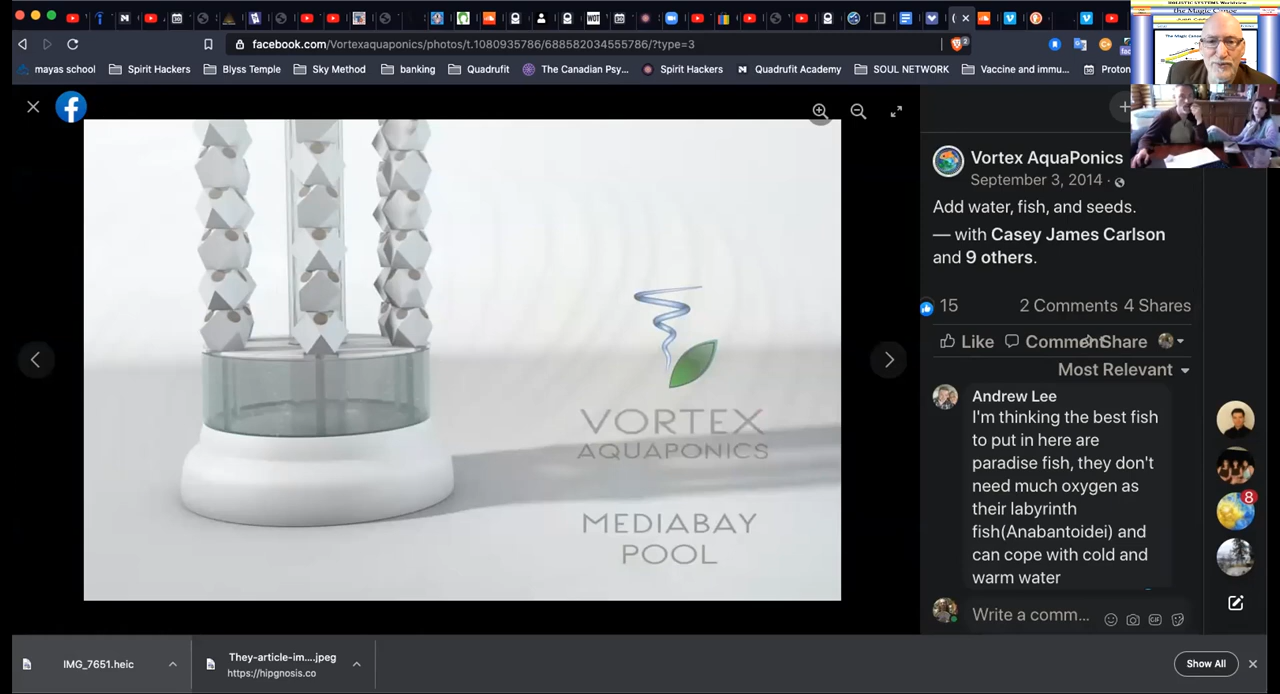 facebook.com/Vortexaquaponics/photos/t.1080935786/688582034555786/?type=3
2
mayas school
Spirit Hackers
Blyss Temple
Sky Method
banking
Quadrufit
The Canadian Psy...
Spirit Hackers
Quadrufit Academy
SOUL NETWORK
Vaccine and immu...
Proton
The Magic Canoe
VORTEX
AQUAPONICS
MEDIABAY
POOL
Vortex AquaPonics
September 3, 2014 ·
Add water, fish, and seeds.
— with Casey James Carlson
and 9 others.
15
2 Comments 4 Shares
Like
Comment
Share
Most Relevant
Andrew Lee
I'm thinking the best fish
to put in here are
paradise fish, they don't
need much oxygen as
their labyrinth
fish(Anabantoidei) and
can cope with cold and
warm water
Write a comm...
8
IMG_7651.heic
They-article-im....jpeg
https://hipgnosis.co
Show All